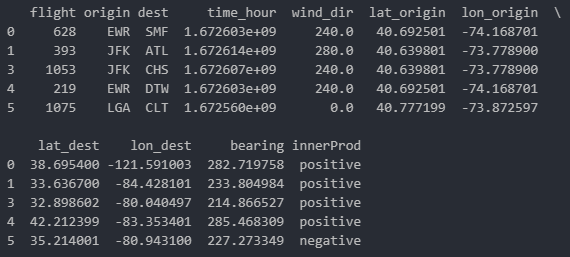 flight origin dest time_hour wind_dir lat_origin lon_origin \
0 628 EWR SMF 1.672603e+09 240.0 40.692501 -74.168701
1 393 JFK ATL 1.672614e+09 280.0 40.639801 -73.778900
3 1053 JFK CHS 1.672607e+09 240.0 40.639801 -73.778900
4 219 EWR DTW 1.672603e+09 240.0 40.692501 -74.168701
5 1075 LGA CLT 1.672560e+09 0.0 40.777199 -73.872597
lat_dest lon_dest bearing innerProd
0 38.695400 -121.591003 282.719758 positive
1 33.636700 -84.428101 233.804984 positive
3 32.898602 -80.040497 214.866527 positive
4 42.212399 -83.353401 285.468309 positive
5 35.214001 -80.943100 227.273349 negative